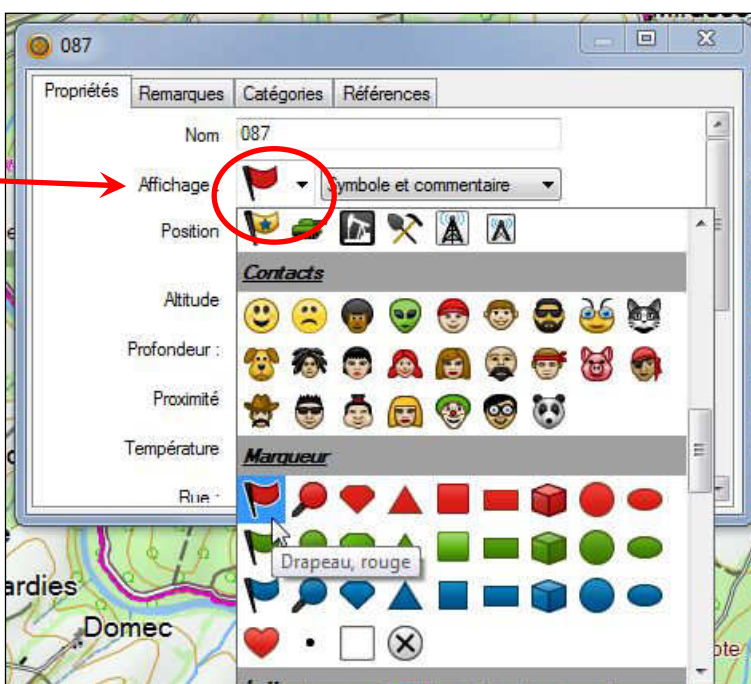 087
Propriétés Remarques Catégories Références
Nom 087
Affichage : Symbole et commentaire
Position
Contacts
Altitude
Profondeur :
Proximité
Température
Marqueur
Rue :
Drapeau, rouge
ardies
Domec